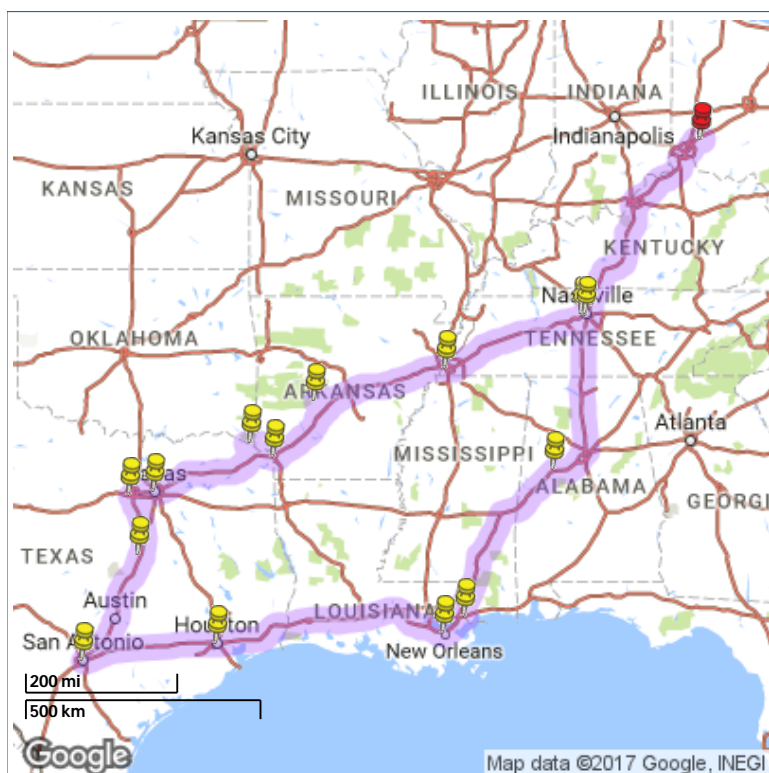 ILLINOIS
INDIANA
Kansas City
Indianapolis
KANSAS
MISSOURI
KENTUCKY
Nashville
OKLAHOMA
TENNESSEE
ARKANSAS
Atlanta
MISSISSIPPI
Dallas
ALABAMA
GEORGI
TEXAS
Austin
LOUISIANA
Houston
San Antonio
New Orleans
200 mi
500 km
Google
Map data ©2017 Google, INEGI